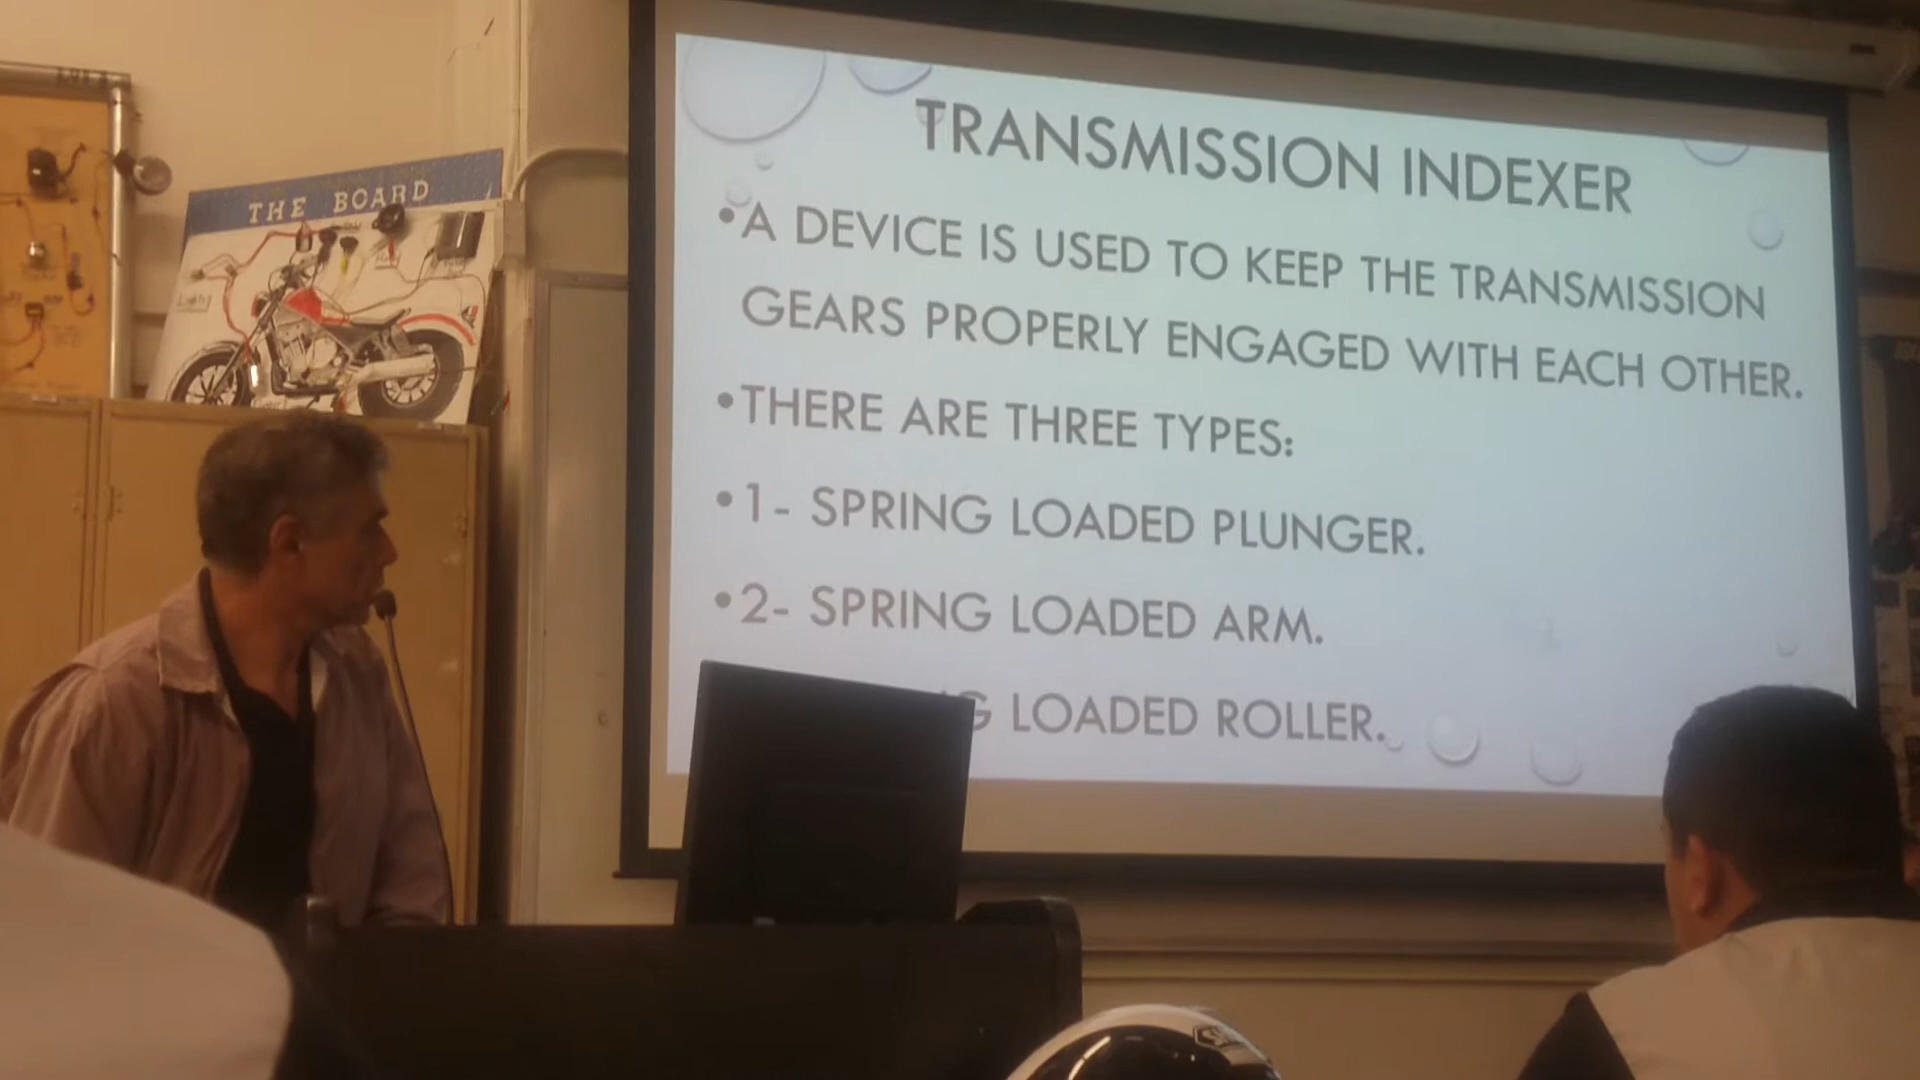 THE BOARD
TRANSMISSION INDEXER
•A DEVICE IS USED TO KEEP THE TRANSMISSION
GEARS PROPERLY ENGAGED WITH EACH OTHER.
•THERE ARE THREE TYPES:
•1- SPRING LOADED PLUNGER.
•2- SPRING LOADED ARM.
G LOADED ROLLER.